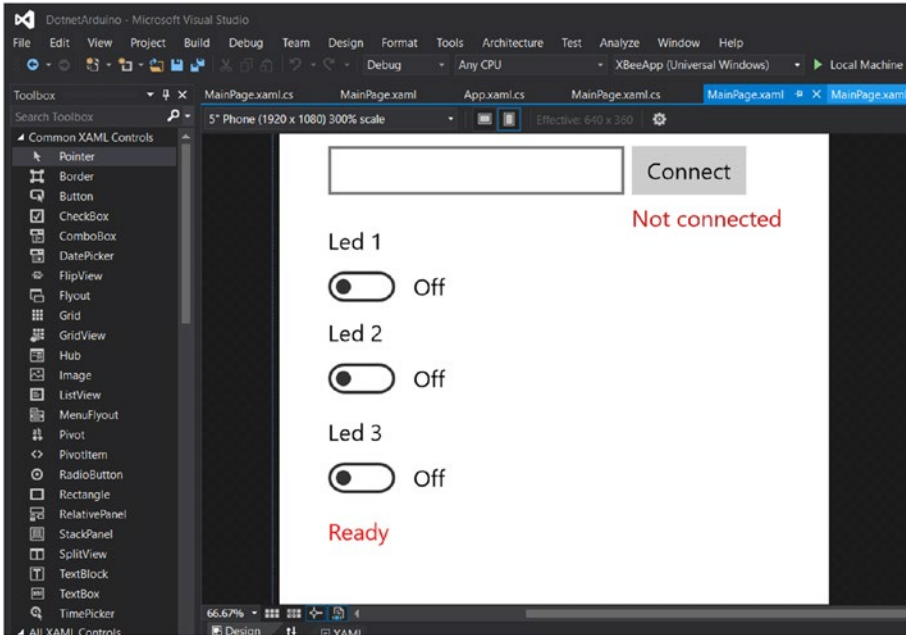 DotnetArduino - Microsoft Visual Studio
File Edit View Project Build Debug Team Design Format Tools Architecture Test Analyze Window Help
Debug Any CPU XBeeApp (Universal Windows) Local Machine
Toolbox
MainPage.xaml.cs MainPage.xaml App.xaml.cs MainPage.xaml.cs MainPage.xaml MainPage.xaml
Search Toolbox
5" Phone (1920 x 1080) 300% scale Effective: 640 x 360
Common XAML Controls
Pointer
Border
Button
CheckBox
ComboBox
DatePicker
FlipView
Flyout
Grid
GridView
Hub
Image
ListView
MenuFlyout
Pivot
PivotItem
RadioButton
Rectangle
RelativePanel
StackPanel
SplitView
TextBlock
TextBox
TimePicker
All XAML Controls
Connect
Not connected
Led 1
Off
Led 2
Off
Led 3
Off
Ready
66.67%
Design XAML